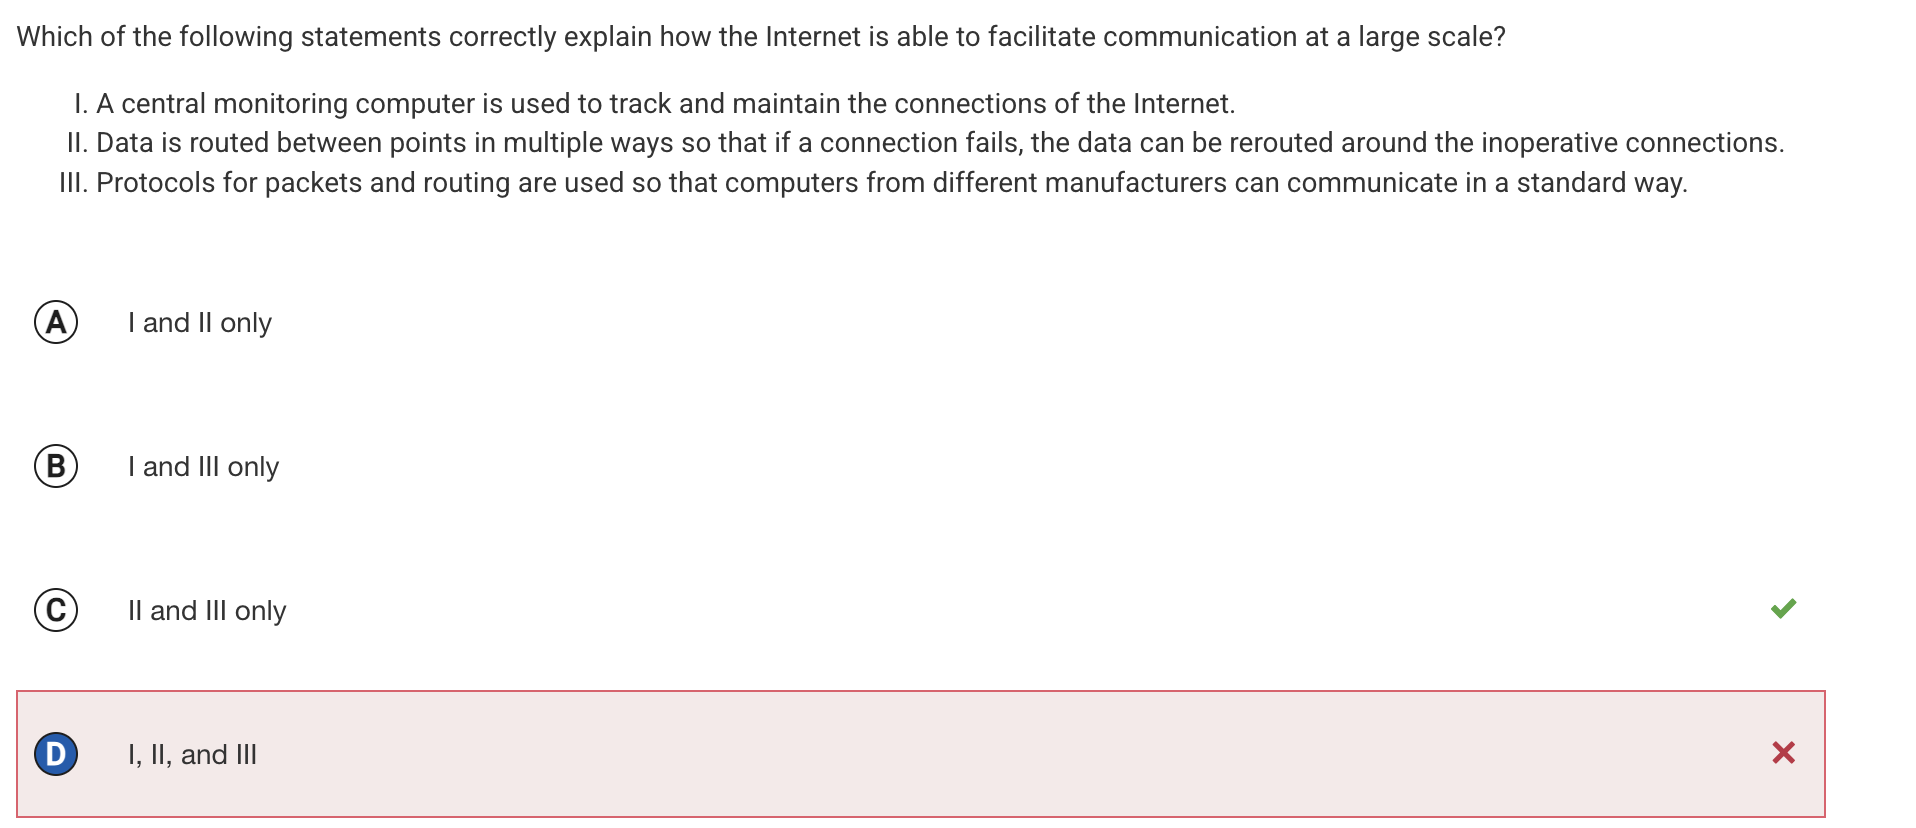 Which of the following statements correctly explain how the Internet is able to facilitate communication at a large scale?
I. A central monitoring computer is used to track and maintain the connections of the Internet.
II. Data is routed between points in multiple ways so that if a connection fails, the data can be rerouted around the inoperative connections.
III. Protocols for packets and routing are used so that computers from different manufacturers can communicate in a standard way.
A I and II only
B I and III only
C II and III only
D I, II, and III